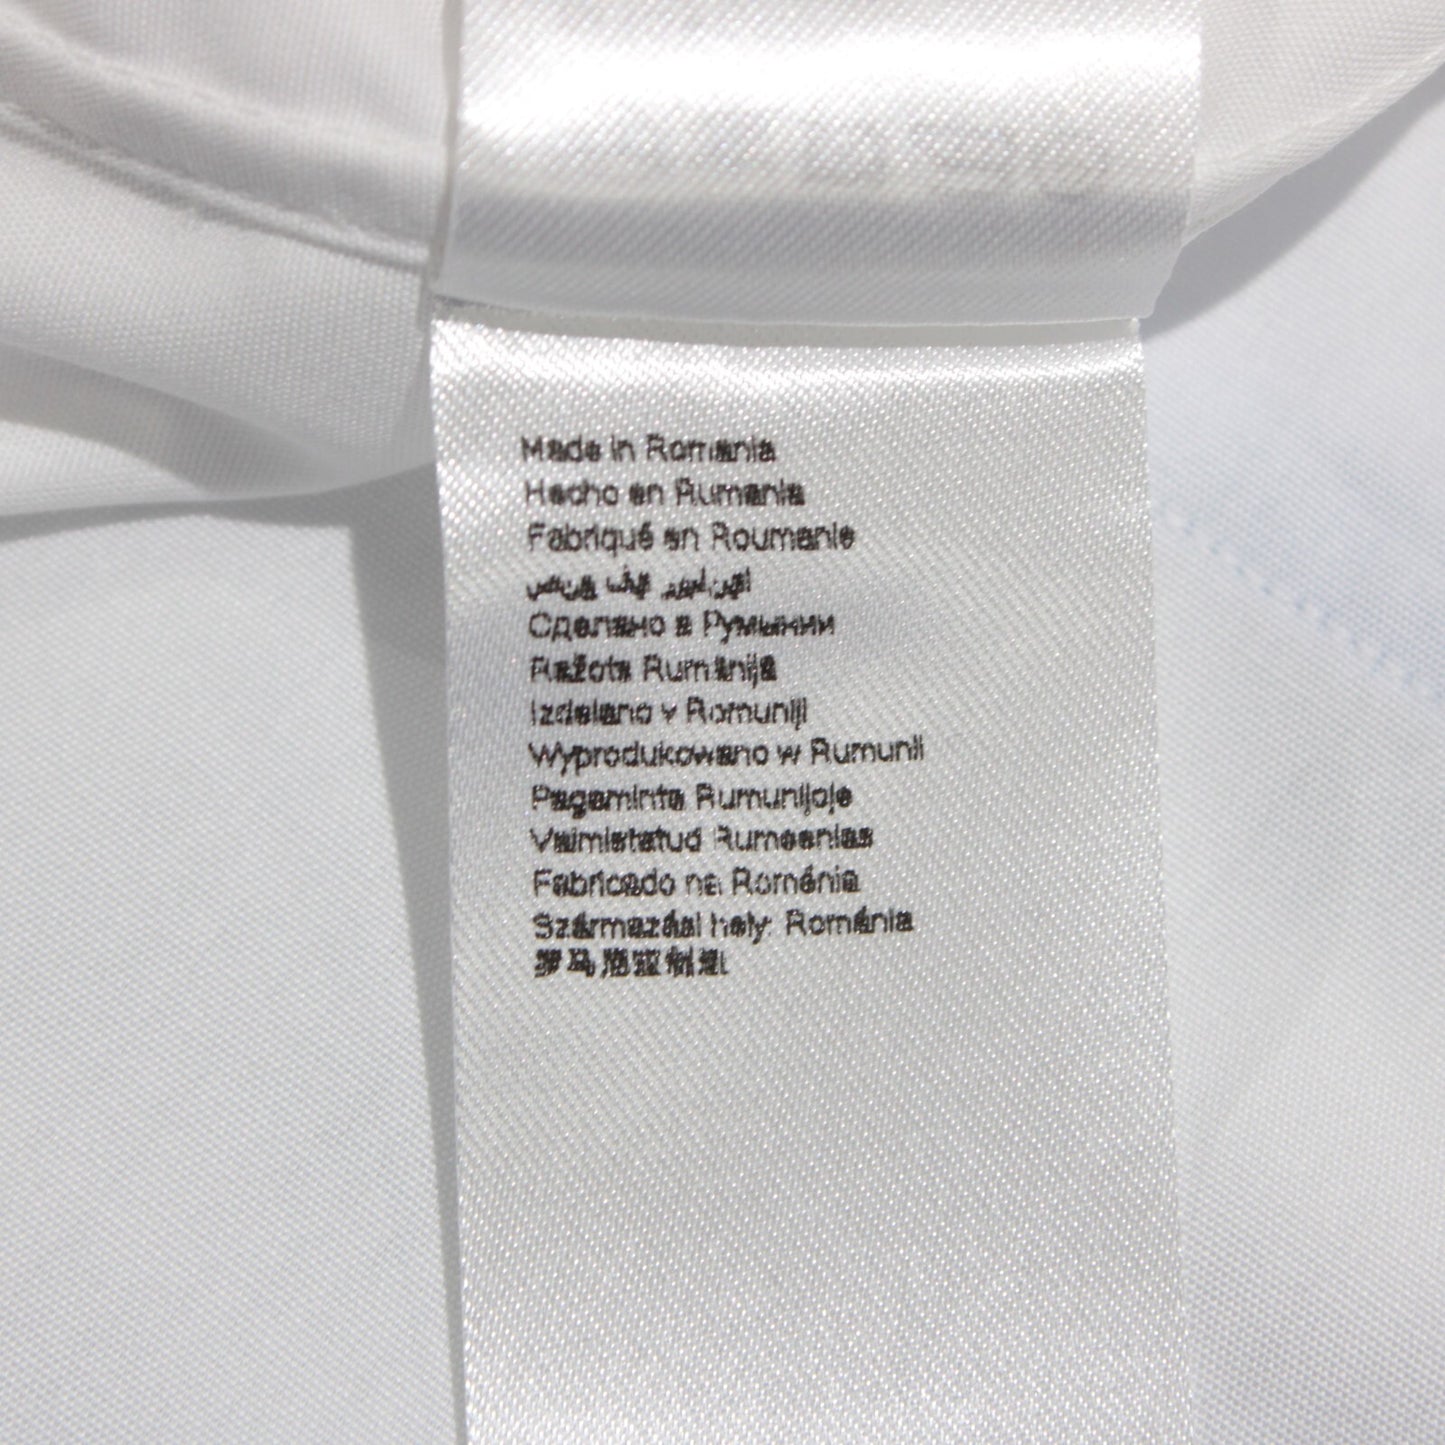 Made in Romania
Hecho en Rumania
Fabriqué en Roumanie
Сделано в Румынии
Ražots Rumānijā
Izdelano v Romuniji
Wyprodukowano w Rumunii
Pagaminta Rumunijoje
Valmistatud Rumeenias
Fabricado na Roménia
Származási hely: Románia
罗马尼亚制造